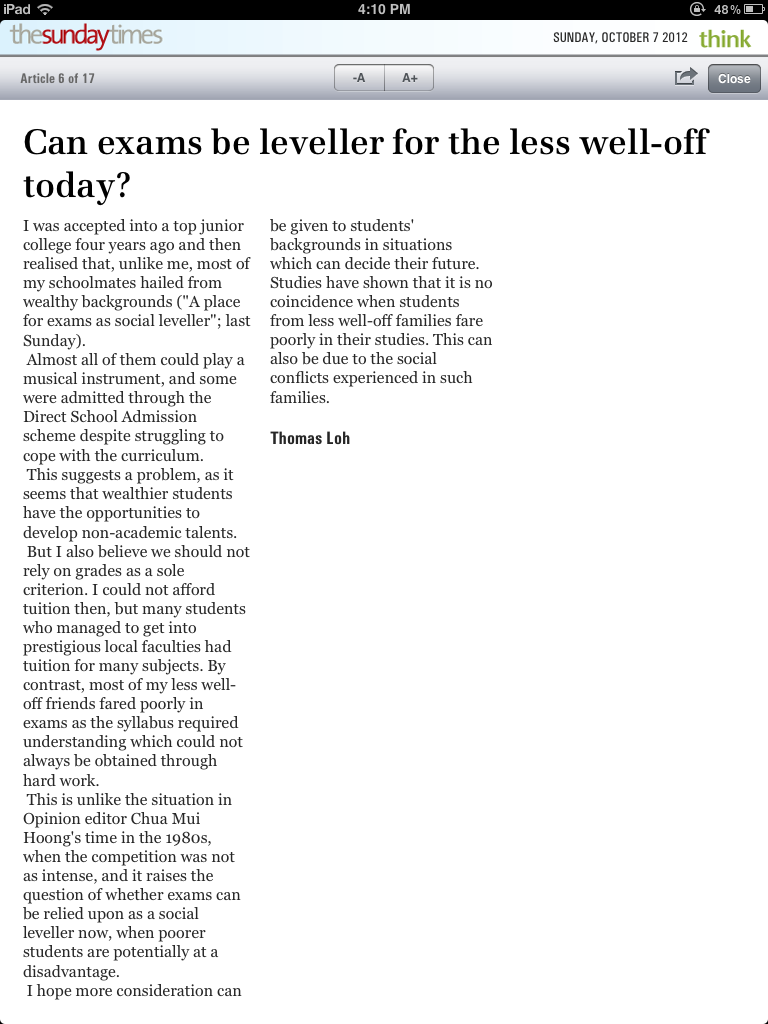 iPad
4:10 PM
48%
thesundaytimes
SUNDAY, OCTOBER 7 2012 think
Article 6 of 17
-A
A+
Close
Can exams be leveller for the less well-off
today?
I was accepted into a top junior
college four years ago and then
realised that, unlike me, most of
my schoolmates hailed from
wealthy backgrounds ("A place
for exams as social leveller"; last
Sunday).
Almost all of them could play a
musical instrument, and some
were admitted through the
Direct School Admission
scheme despite struggling to
cope with the curriculum.
This suggests a problem, as it
seems that wealthier students
have the opportunities to
develop non-academic talents.
But I also believe we should not
rely on grades as a sole
criterion. I could not afford
tuition then, but many students
who managed to get into
prestigious local faculties had
tuition for many subjects. By
contrast, most of my less well-
off friends fared poorly in
exams as the syllabus required
understanding which could not
always be obtained through
hard work.
This is unlike the situation in
Opinion editor Chua Mui
Hoong's time in the 1980s,
when the competition was not
as intense, and it raises the
question of whether exams can
be relied upon as a social
leveller now, when poorer
students are potentially at a
disadvantage.
I hope more consideration can
be given to students'
backgrounds in situations
which can decide their future.
Studies have shown that it is no
coincidence when students
from less well-off families fare
poorly in their studies. This can
also be due to the social
conflicts experienced in such
families.
Thomas Loh